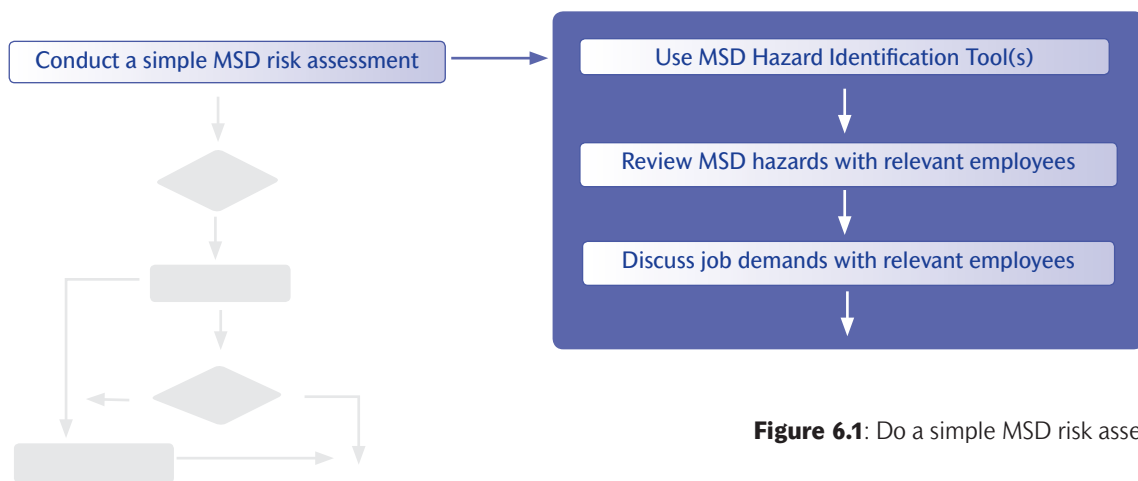 Conduct a simple MSD risk assessment
Use MSD Hazard Identification Tool(s)
Review MSD hazards with relevant employees
Discuss job demands with relevant employees
Figure 6.1: Do a simple MSD risk